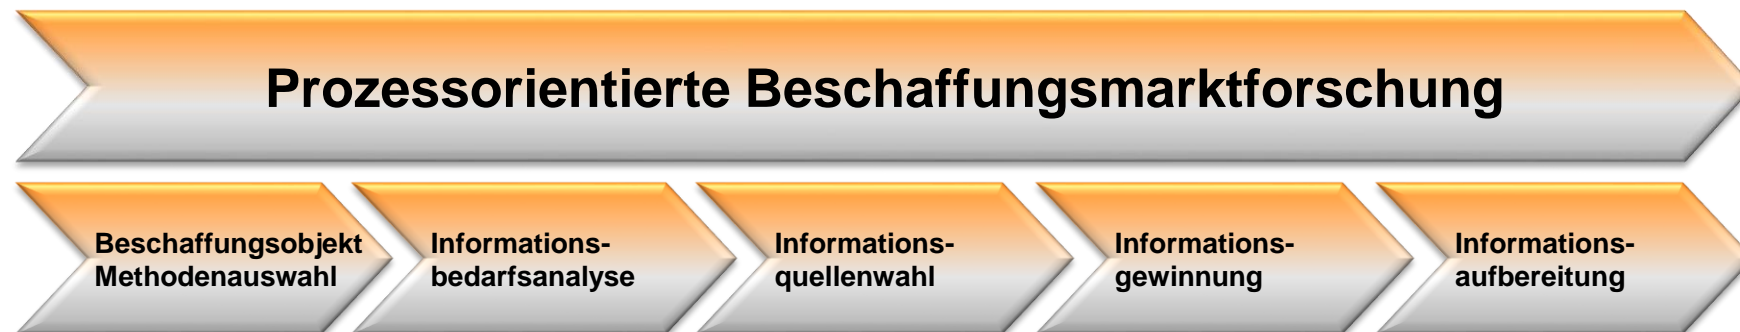 Prozessorientierte Beschaffungsmarktforschung
Beschaffungsobjekt
Methodenauswahl
Informations-
bedarfsanalyse
Informations-
quellenwahl
Informations-
gewinnung
Informations-
aufbereitung